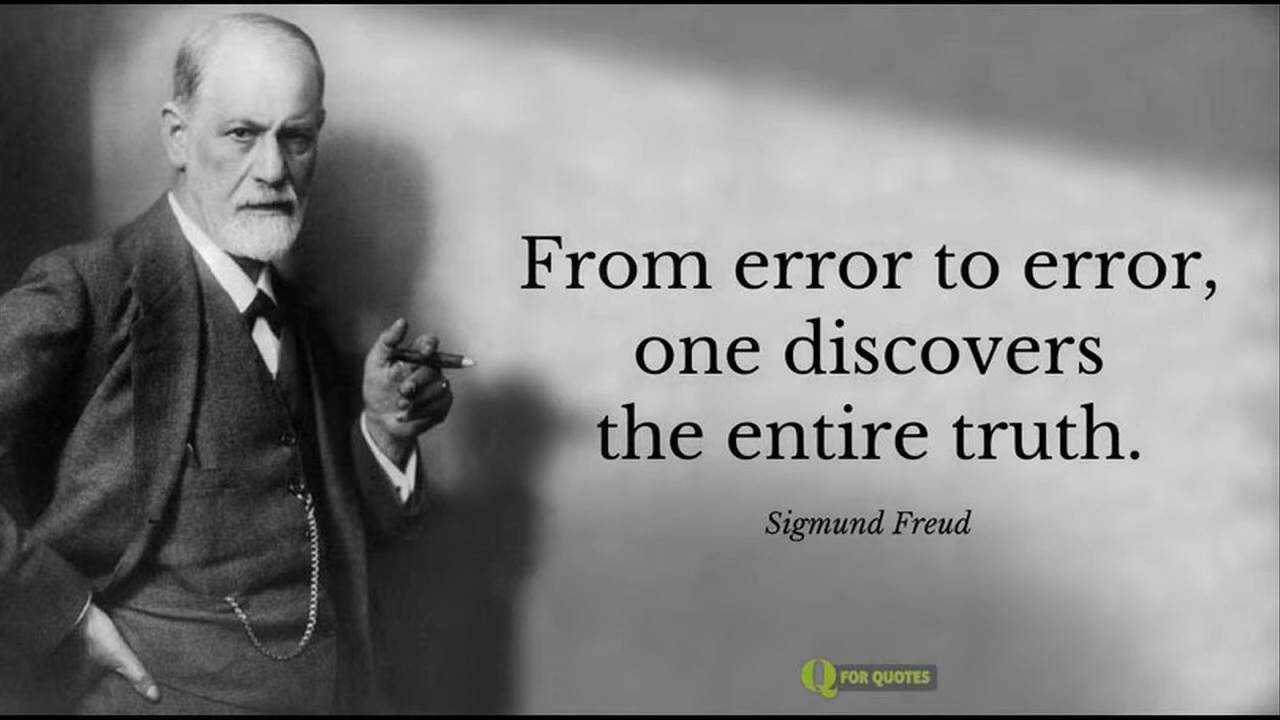 From error to error,
one discovers
the entire truth.
Sigmund Freud
Q FOR QUOTES